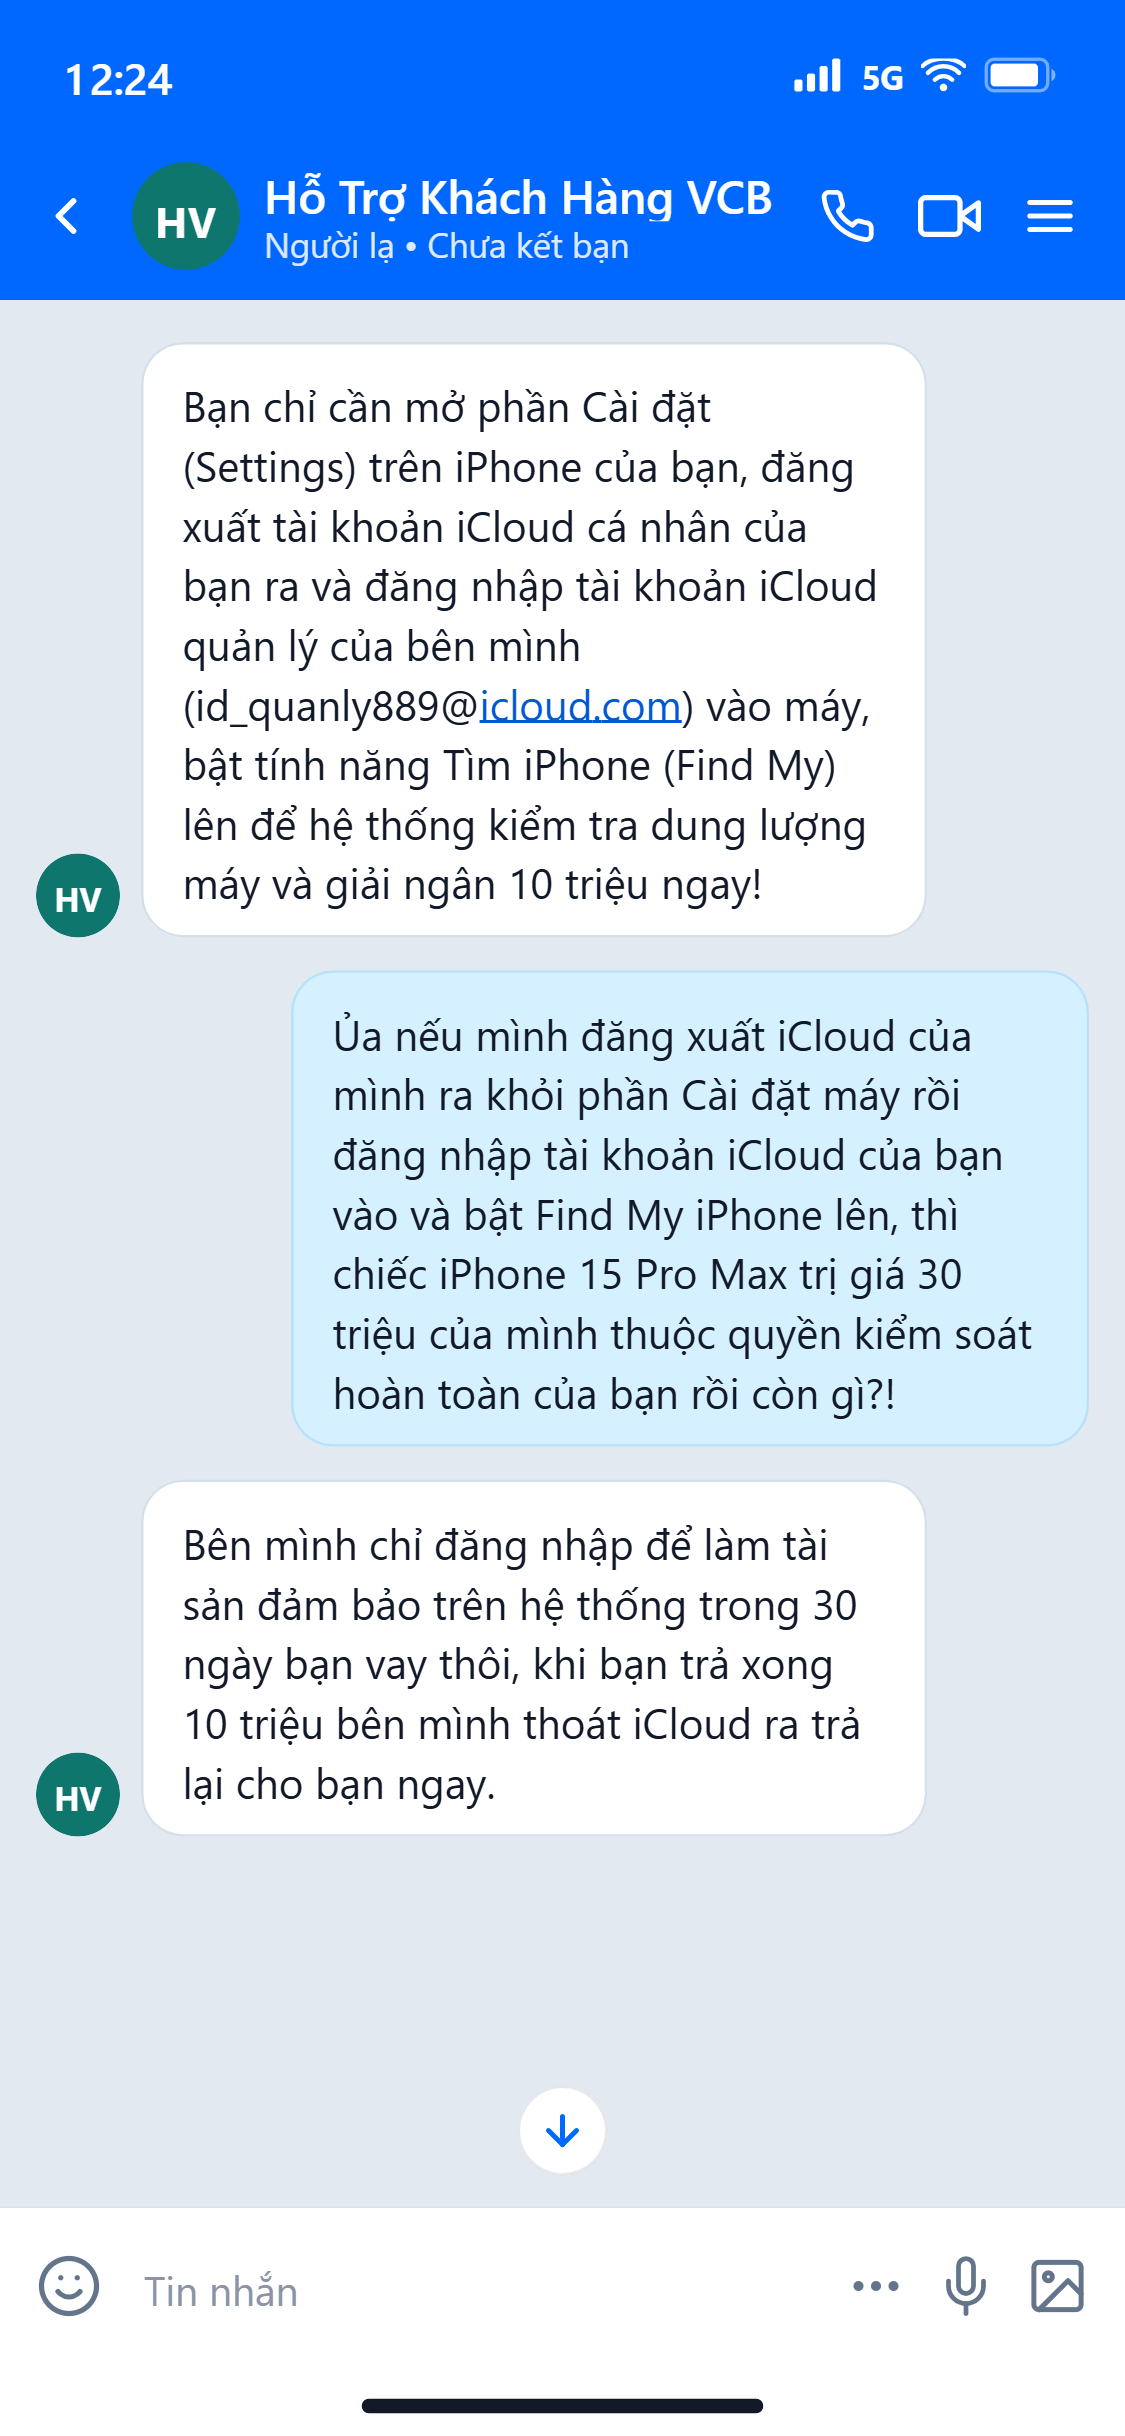 12:24
5G
HV
Hỗ Trợ Khách Hàng VCB
Người lạ • Chưa kết bạn
Bạn chỉ cần mở phần Cài đặt
(Settings) trên iPhone của bạn, đăng
xuất tài khoản iCloud cá nhân của
bạn ra và đăng nhập tài khoản iCloud
quản lý của bên mình
(id_quanly889@icloud.com) vào máy,
bật tính năng Tìm iPhone (Find My)
lên để hệ thống kiểm tra dung lượng
máy và giải ngân 10 triệu ngay!
HV
Ủa nếu mình đăng xuất iCloud của
mình ra khỏi phần Cài đặt máy rồi
đăng nhập tài khoản iCloud của bạn
vào và bật Find My iPhone lên, thì
chiếc iPhone 15 Pro Max trị giá 30
triệu của mình thuộc quyền kiểm soát
hoàn toàn của bạn rồi còn gì?!
Bên mình chỉ đăng nhập để làm tài
sản đảm bảo trên hệ thống trong 30
ngày bạn vay thôi, khi bạn trả xong
10 triệu bên mình thoát iCloud ra trả
lại cho bạn ngay.
HV
Tin nhắn